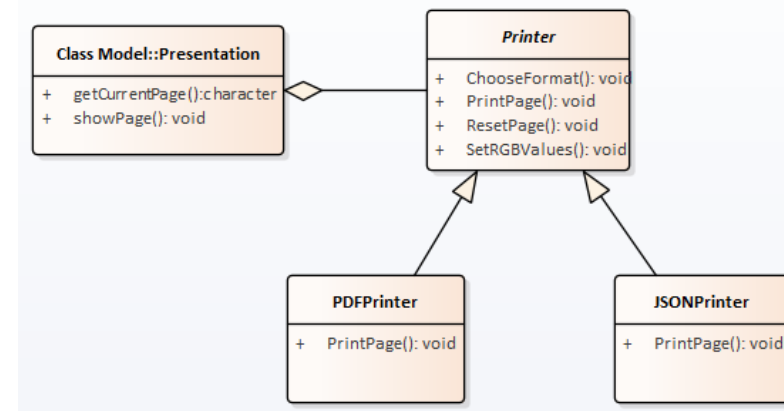 Class Model::Presentation
+ getCurrentPage():character
+ showPage(): void
Printer
+ ChooseFormat(): void
+ PrintPage(): void
+ ResetPage(): void
+ SetRGBValues(): void
PDFPrinter
+ PrintPage(): void
JSONPrinter
+ PrintPage(): void